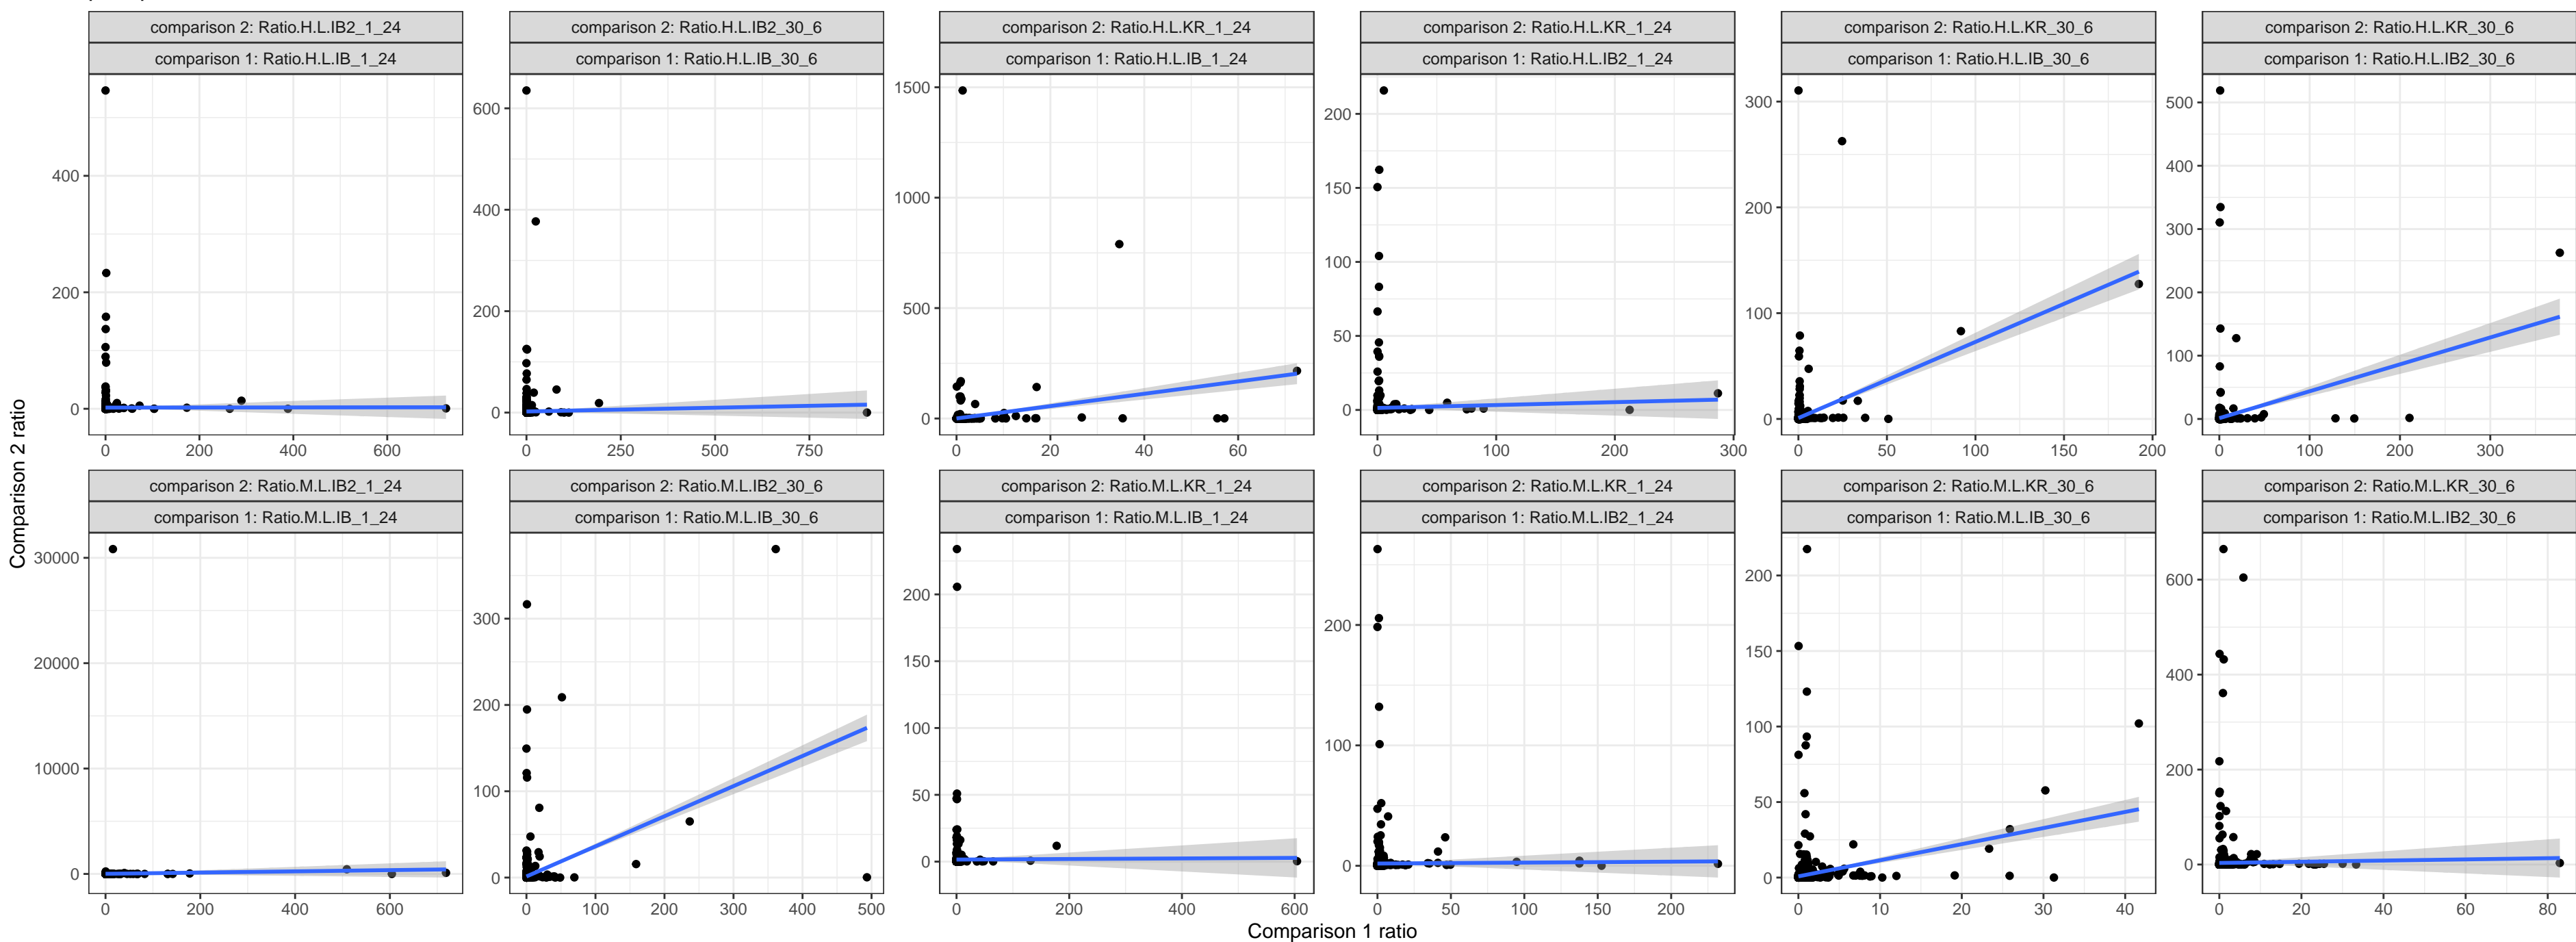 comparison 2: Ratio.H.L.IB2_1_24
comparison 1: Ratio.H.L.IB_1_24
400
200
0
0 200 400 600
comparison 2: Ratio.H.L.IB2_30_6
comparison 1: Ratio.H.L.IB_30_6
600
400
200
0
0 250 500 750
comparison 2: Ratio.H.L.KR_1_24
comparison 1: Ratio.H.L.IB_1_24
1500
1000
500
0
0 20 40 60
comparison 2: Ratio.H.L.KR_1_24
comparison 1: Ratio.H.L.IB2_1_24
200
150
100
50
0
0 100 200 300
comparison 2: Ratio.H.L.KR_30_6
comparison 1: Ratio.H.L.IB_30_6
300
200
100
0
0 50 100 150 200
comparison 2: Ratio.H.L.KR_30_6
comparison 1: Ratio.H.L.IB2_30_6
500
400
300
200
100
0
0 100 200 300
Comparison 2 ratio
comparison 2: Ratio.M.L.IB2_1_24
comparison 1: Ratio.M.L.IB_1_24
30000
20000
10000
0
0 200 400 600
comparison 2: Ratio.M.L.IB2_30_6
comparison 1: Ratio.M.L.IB_30_6
300
200
100
0
0 100 200 300 400 500
comparison 2: Ratio.M.L.KR_1_24
comparison 1: Ratio.M.L.IB_1_24
200
150
100
50
0
0 200 400 600
comparison 2: Ratio.M.L.KR_1_24
comparison 1: Ratio.M.L.IB2_1_24
200
100
0
0 50 100 150 200
comparison 2: Ratio.M.L.KR_30_6
comparison 1: Ratio.M.L.IB_30_6
200
150
100
50
0
0 10 20 30 40
comparison 2: Ratio.M.L.KR_30_6
comparison 1: Ratio.M.L.IB2_30_6
600
400
200
0
0 20 40 60 80
Comparison 1 ratio